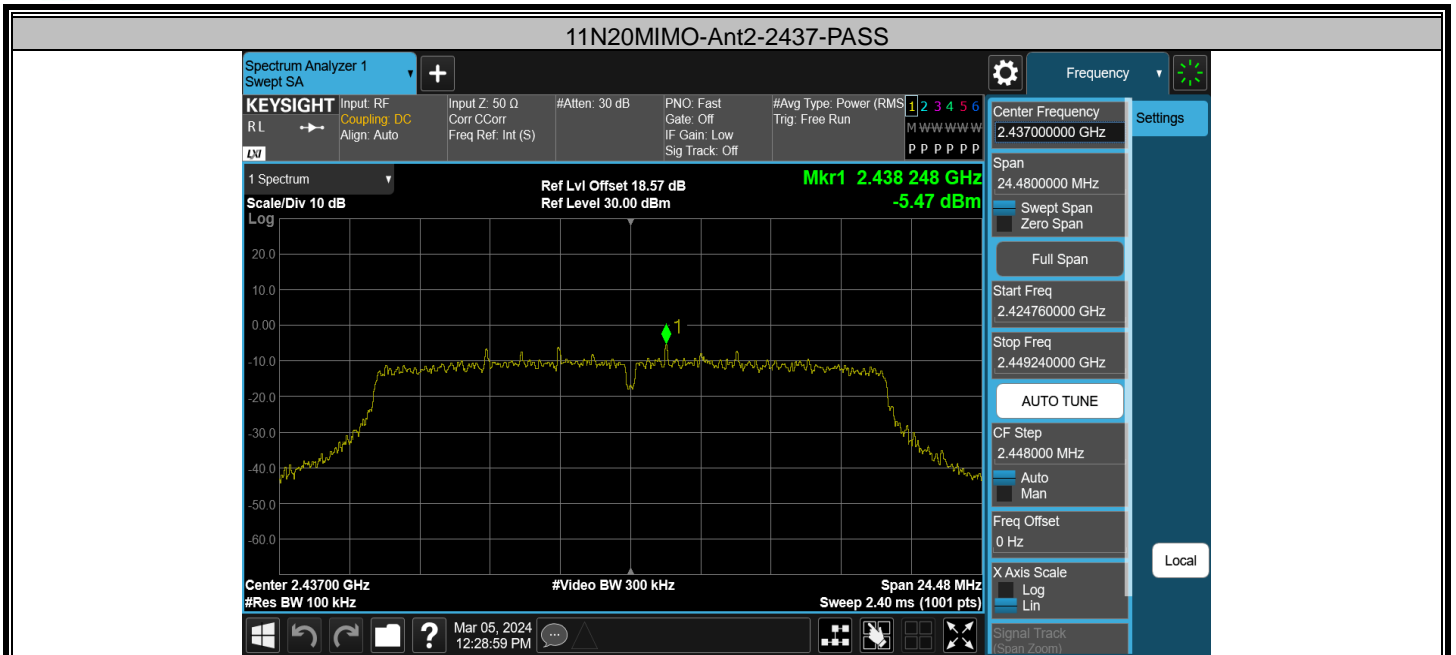 11N20MIMO-Ant2-2437-PASS
Spectrum Analyzer 1
Swept SA
+
Frequency
KEYSIGHT
RL
LXI
Input: RF
Coupling: DC
Align: Auto
Input Z: 50 Ω
Corr CCorr
Freq Ref: Int (S)
#Atten: 30 dB
PNO: Fast
Gate: Off
IF Gain: Low
Sig Track: Off
#Avg Type: Power (RMS
Trig: Free Run
1 2 3 4 5 6
M W W W W W
P P P P P P
Center Frequency
2.437000000 GHz
Settings
1 Spectrum
Scale/Div 10 dB
Log
Ref Lvl Offset 18.57 dB
Ref Level 30.00 dBm
Mkr1 2.438 248 GHz
-5.47 dBm
Span
24.4800000 MHz
Swept Span
Zero Span
Full Span
Start Freq
2.424760000 GHz
Stop Freq
2.449240000 GHz
AUTO TUNE
CF Step
2.448000 MHz
Auto
Man
Freq Offset
0 Hz
X Axis Scale
Log
Lin
Signal Track
(Span Zoom)
Local
20.0
10.0
0.00
-10.0
-20.0
-30.0
-40.0
-50.0
-60.0
1
Center 2.43700 GHz
#Res BW 100 kHz
#Video BW 300 kHz
Span 24.48 MHz
Sweep 2.40 ms (1001 pts)
?
Mar 05, 2024
12:28:59 PM